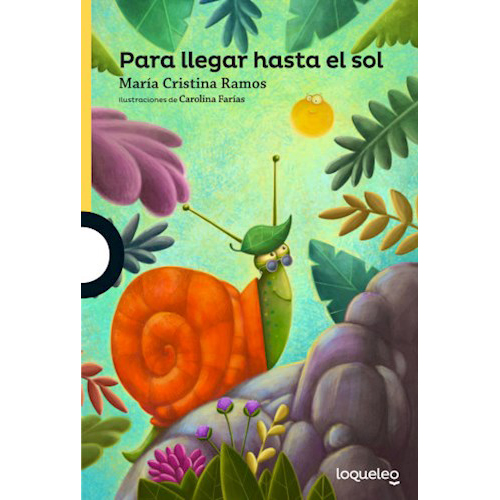 Para llegar hasta el sol
María Cristina Ramos
ilustraciones de Carolina Farías
loqueleo